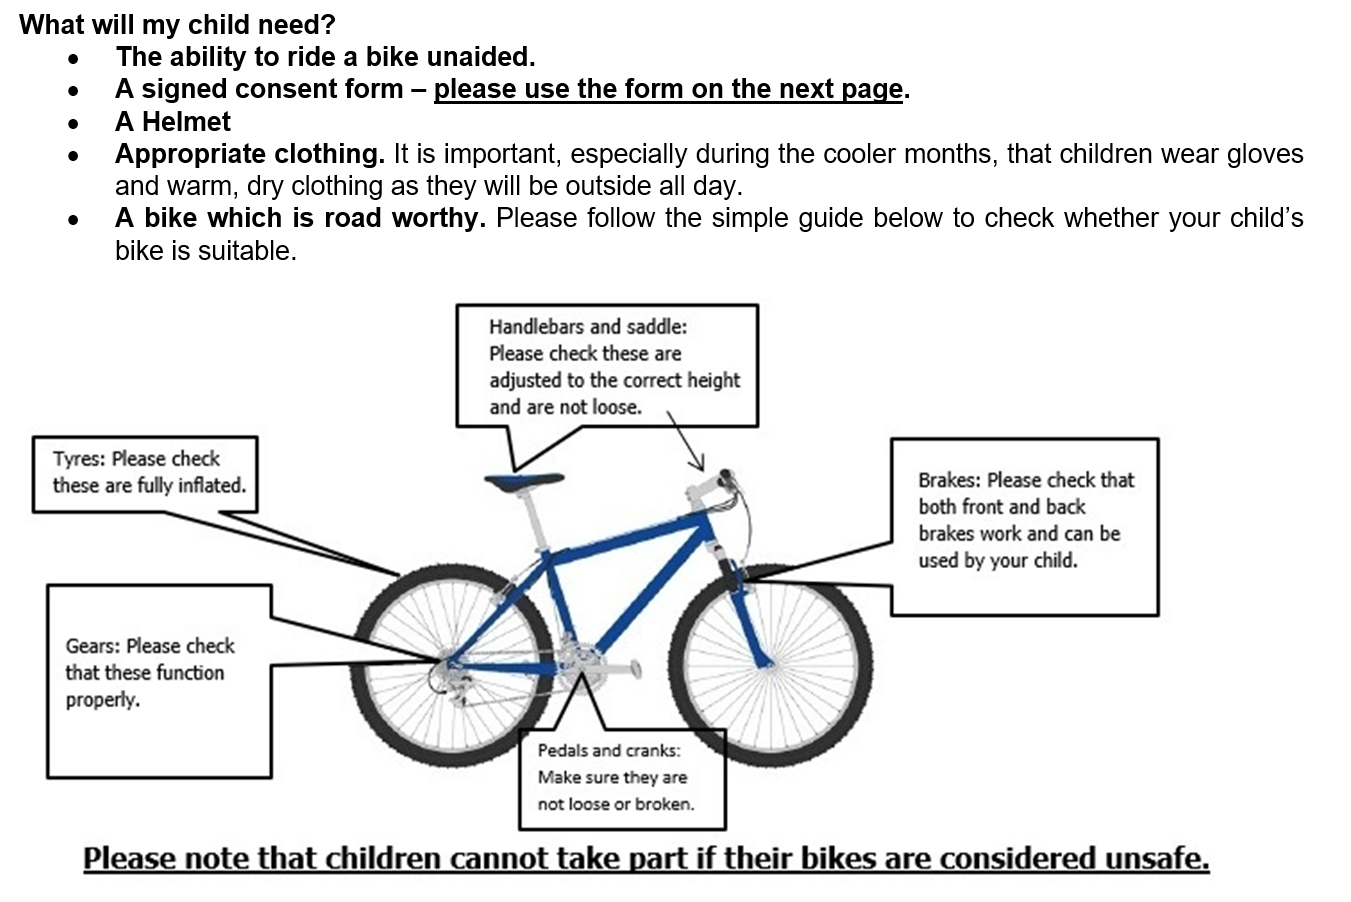 What will my child need?
• The ability to ride a bike unaided.
• A signed consent form – please use the form on the next page.
• A Helmet
• Appropriate clothing. It is important, especially during the cooler months, that children wear gloves
and warm, dry clothing as they will be outside all day.
• A bike which is road worthy. Please follow the simple guide below to check whether your child’s
bike is suitable.
Handlebars and saddle:
Please check these are
adjusted to the correct height
and are not loose.
Tyres: Please check
these are fully inflated.
Brakes: Please check that
both front and back
brakes work and can be
used by your child.
Gears: Please check
that these function
properly.
Pedals and cranks:
Make sure they are
not loose or broken.
Please note that children cannot take part if their bikes are considered unsafe.